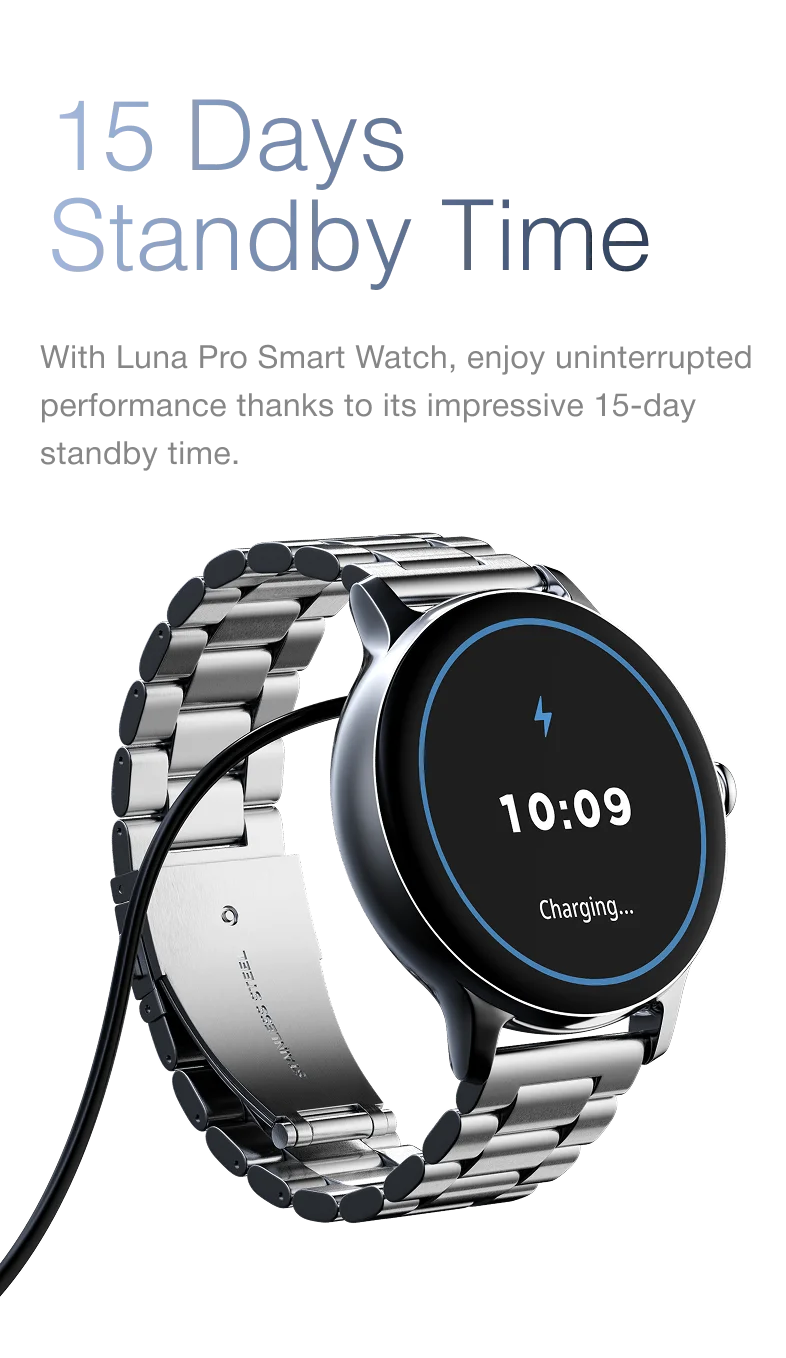 15 Days
Standby Time
With Luna Pro Smart Watch, enjoy uninterrupted
performance thanks to its impressive 15-day
standby time.
10:09
Charging...
STAINLESS STEEL